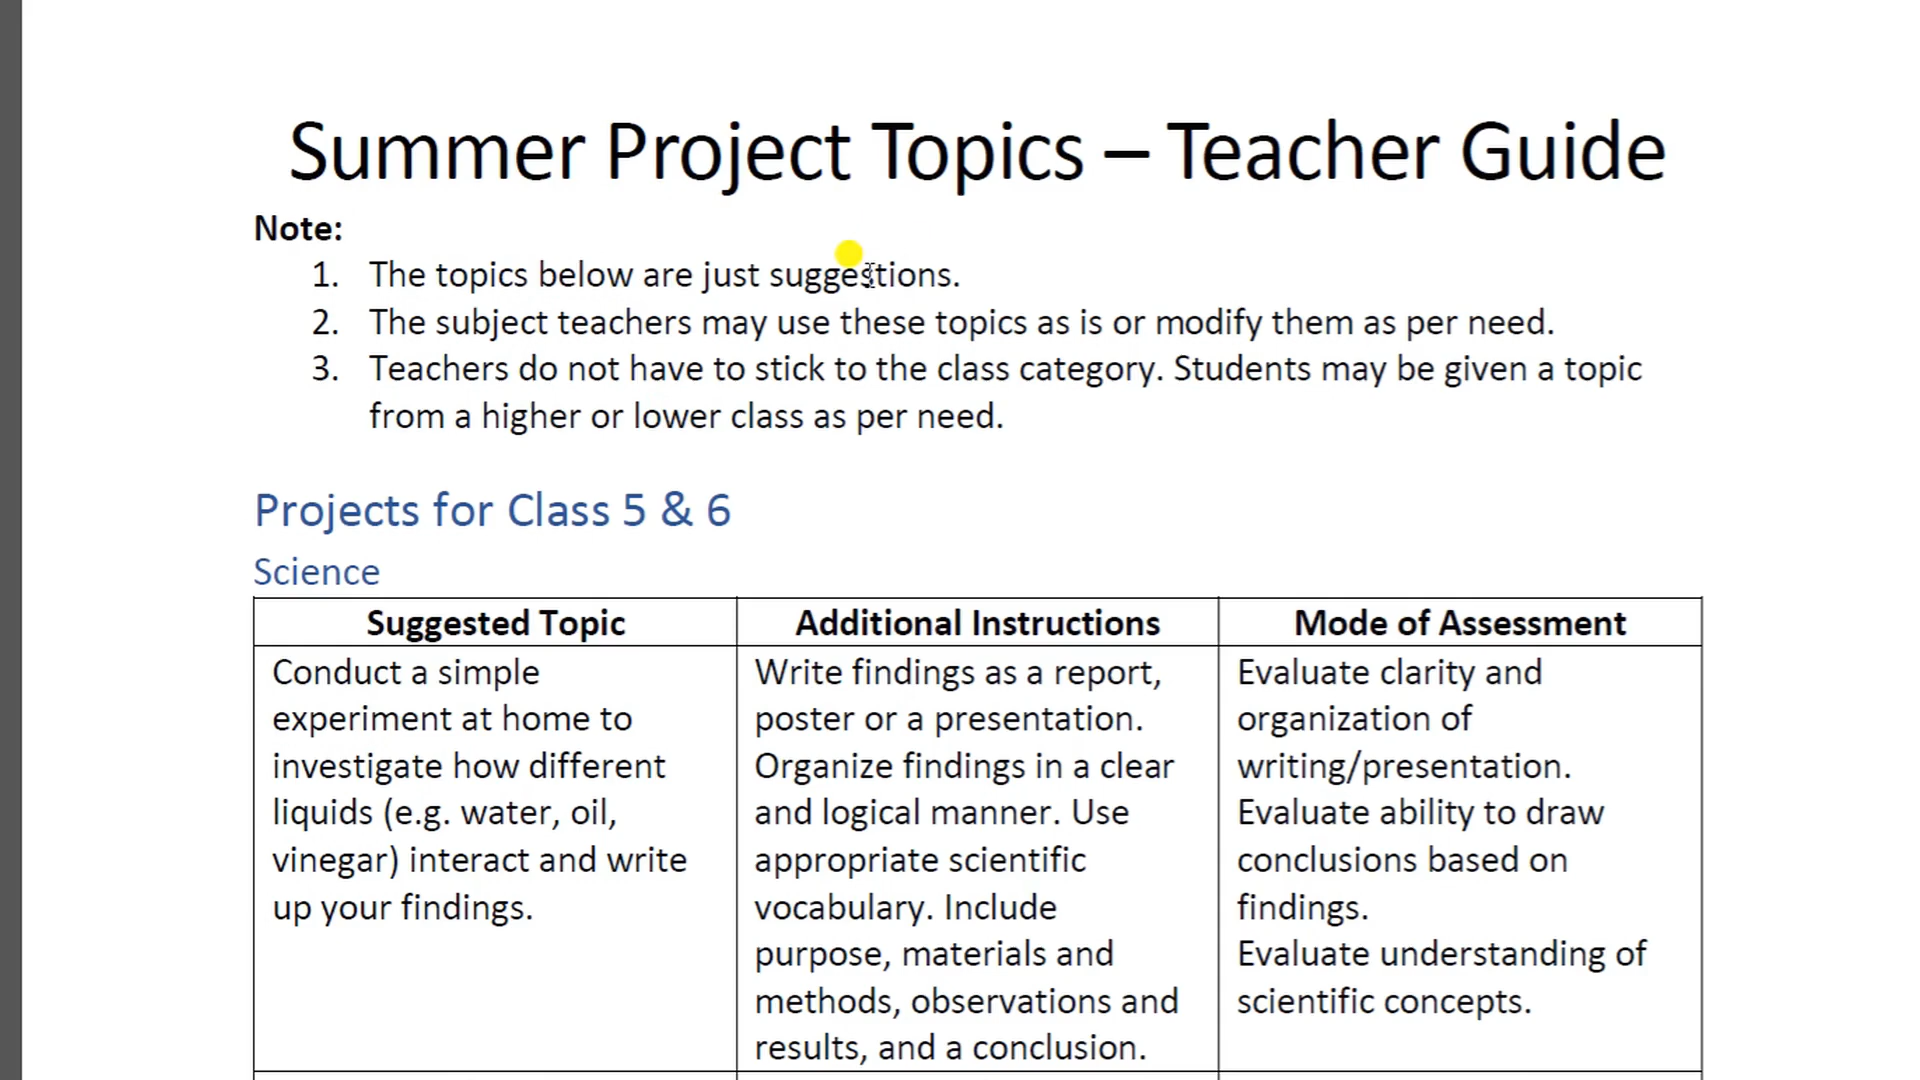 Summer Project Topics – Teacher Guide
Note:
1. The topics below are just suggestions.
2. The subject teachers may use these topics as is or modify them as per need.
3. Teachers do not have to stick to the class category. Students may be given a topic
from a higher or lower class as per need.
Projects for Class 5 & 6
Science
Suggested Topic
Conduct a simple
experiment at home to
investigate how different
liquids (e.g. water, oil,
vinegar) interact and write
up your findings.
Additional Instructions
Write findings as a report,
poster or a presentation.
Organize findings in a clear
and logical manner. Use
appropriate scientific
vocabulary. Include
purpose, materials and
methods, observations and
results, and a conclusion.
Mode of Assessment
Evaluate clarity and
organization of
writing/presentation.
Evaluate ability to draw
conclusions based on
findings.
Evaluate understanding of
scientific concepts.